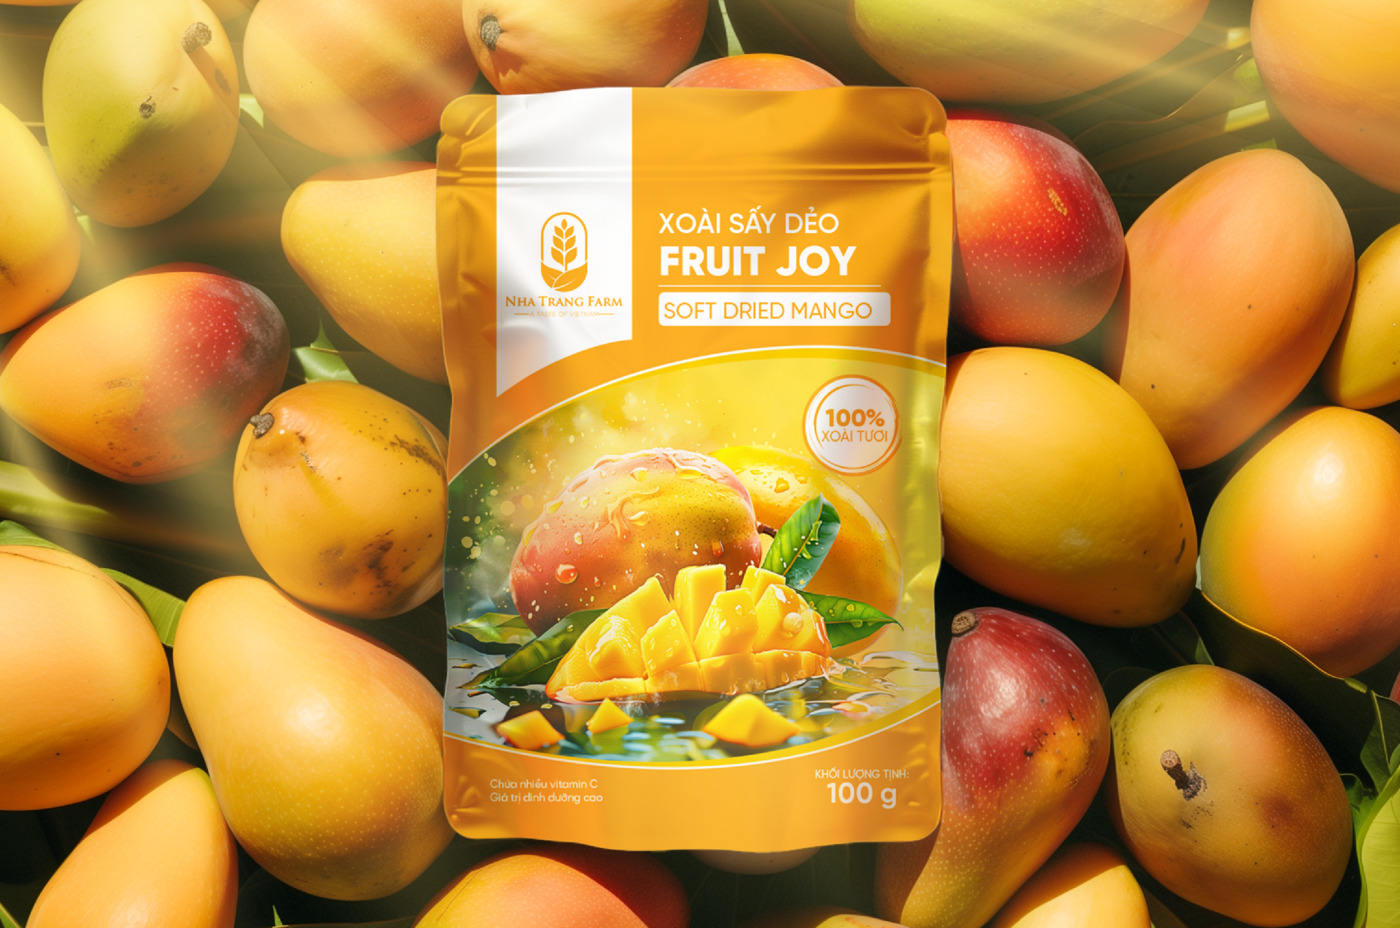 NHA TRANG FARM
A TASTE OF VIETNAM
XOÀI SẤY DẺO
FRUIT JOY
SOFT DRIED MANGO
100%
XOÀI TƯƠI
Chứa nhiều vitamin C
Giá trị dinh dưỡng cao
KHỐI LƯỢNG TỊNH:
100 g